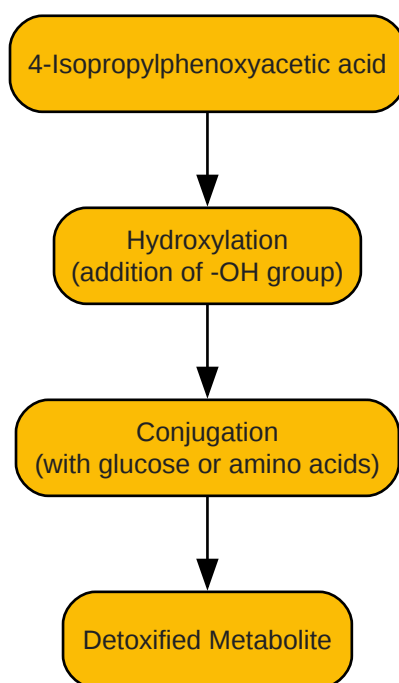 4-Isopropylphenoxyacetic acid
Hydroxylation
(addition of -OH group)
Conjugation
(with glucose or amino acids)
Detoxified Metabolite